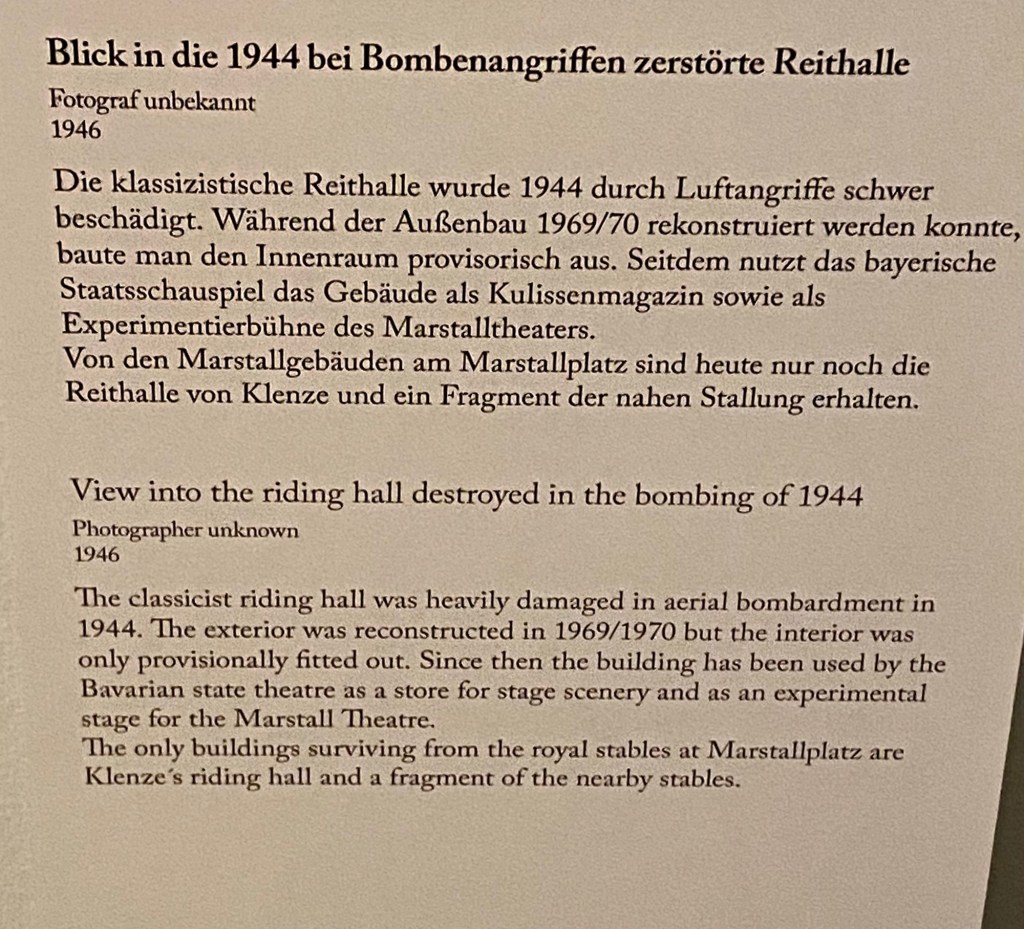 Blick in die 1944 bei Bombenangriffen zerstörte Reithalle
Fotograf unbekannt
1946
Die klassizistische Reithalle wurde 1944 durch Luftangriffe schwer
beschädigt. Während der Außenbau 1969/70 rekonstruiert werden konnte,
baute man den Innenraum provisorisch aus. Seitdem nutzt das bayerische
Staatsschauspiel das Gebäude als Kulissenmagazin sowie als
Experimentierbühne des Marstalltheaters.
Von den Marstallgebäuden am Marstallplatz sind heute nur noch die
Reithalle von Klenze und ein Fragment der nahen Stallung erhalten.
View into the riding hall destroyed in the bombing of 1944
Photographer unknown
1946
The classicist riding hall was heavily damaged in aerial bombardment in
1944. The exterior was reconstructed in 1969/1970 but the interior was
only provisionally fitted out. Since then the building has been used by the
Bavarian state theatre as a store for stage scenery and as an experimental
stage for the Marstall Theatre.
The only buildings surviving from the royal stables at Marstallplatz are
Klenze´s riding hall and a fragment of the nearby stables.